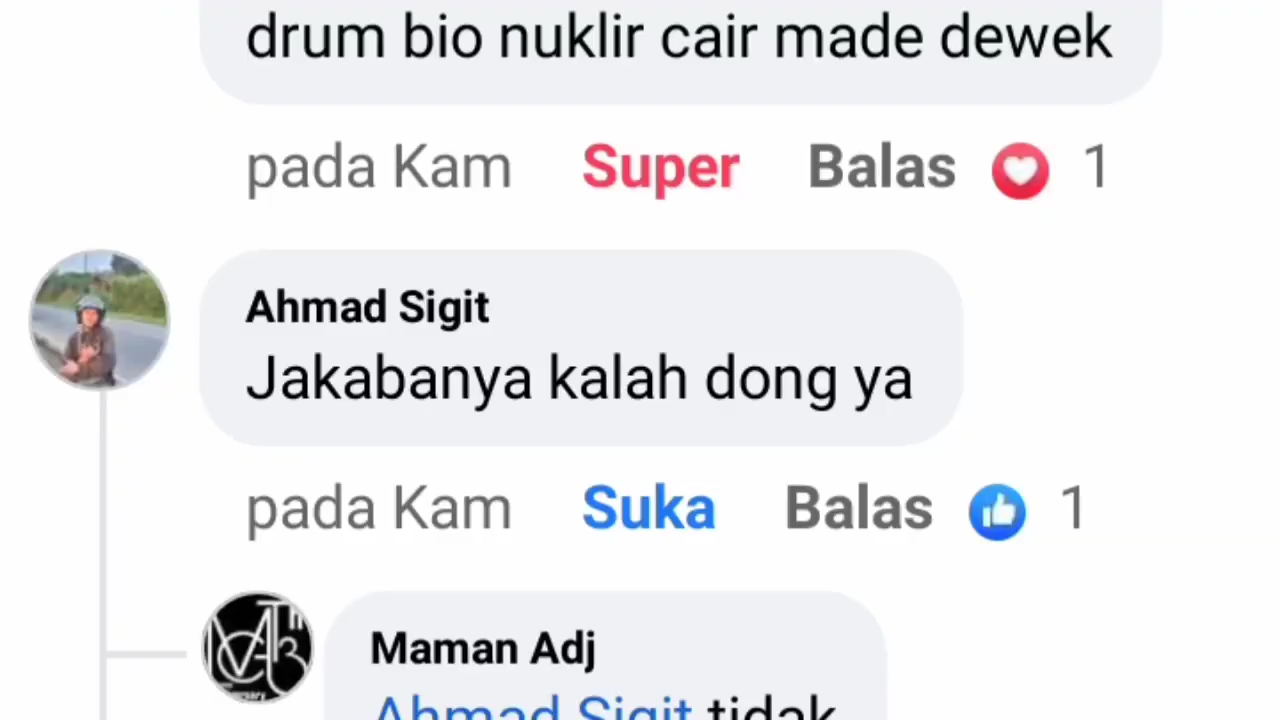 drum bio nuklir cair made dewek
pada Kam Super Balas 1
Ahmad Sigit
Jakabanya kalah dong ya
pada Kam Suka Balas 1
Maman Adj
Ahmad Sigit tidak